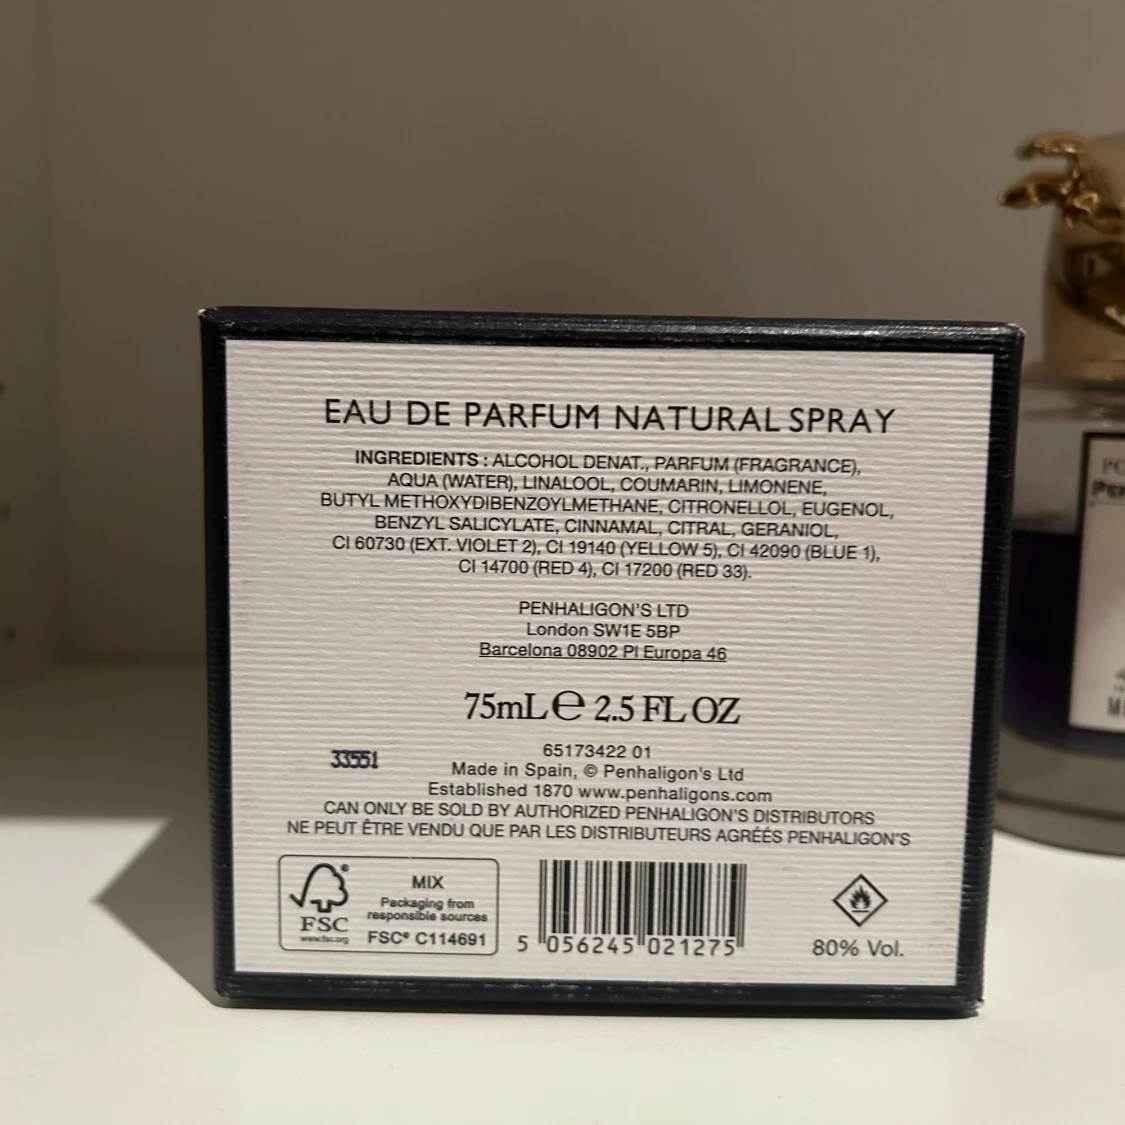 EAU DE PARFUM NATURAL SPRAY
INGREDIENTS : ALCOHOL DENAT., PARFUM (FRAGRANCE),
AQUA (WATER), LINALOOL, COUMARIN, LIMONENE,
BUTYL METHOXYDIBENZOYLMETHANE, CITRONELLOL, EUGENOL,
BENZYL SALICYLATE, CINNAMAL, CITRAL, GERANIOL,
CI 60730 (EXT. VIOLET 2), CI 19140 (YELLOW 5), CI 42090 (BLUE 1),
CI 14700 (RED 4), CI 17200 (RED 33).
PENHALIGON'S LTD
London SW1E 5BP
Barcelona 08902 Pl Europa 46
75mL ℮ 2.5 FL OZ
33551
65173422 01
Made in Spain, © Penhaligon's Ltd
Established 1870 www.penhaligons.com
CAN ONLY BE SOLD BY AUTHORIZED PENHALIGON'S DISTRIBUTORS
NE PEUT ÊTRE VENDU QUE PAR LES DISTRIBUTEURS AGRÉÉS PENHALIGON'S
FSC
www.fsc.org
MIX
Packaging from
responsible sources
FSC® C114691
5 056245 021275
80% Vol.